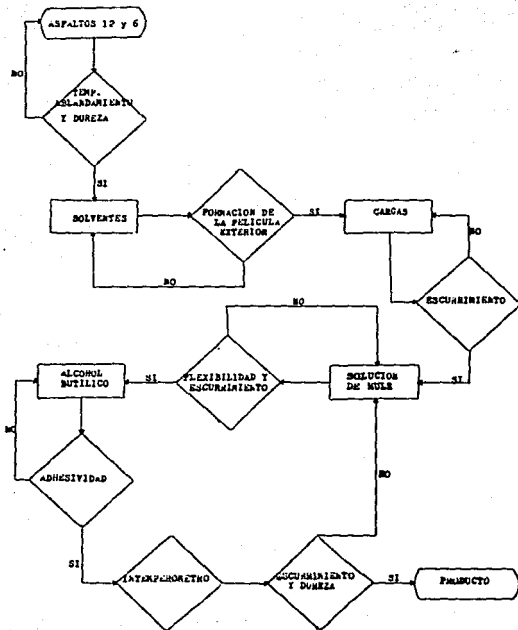 ASFALTOS 12 y 6
NO
TEMP.
ABLANDAMIENTO
Y DUREZA
SI
SOLVENTES
FORMACION DE
LA PELICULA
EXTERIOR
SI
CARGAS
NO
NO
ESCURRIMIENTO
NO
SI
ALCOHOL
BUTILICO
SI
FLEXIBILIDAD Y
ESCURRIMIENTO
SOLUCION
DE HULE
NO
ADHESIVIDAD
NO
SI
INTEMPEROMETRO
ESCURRIMIENTO
Y DUREZA
SI
PRODUCTO